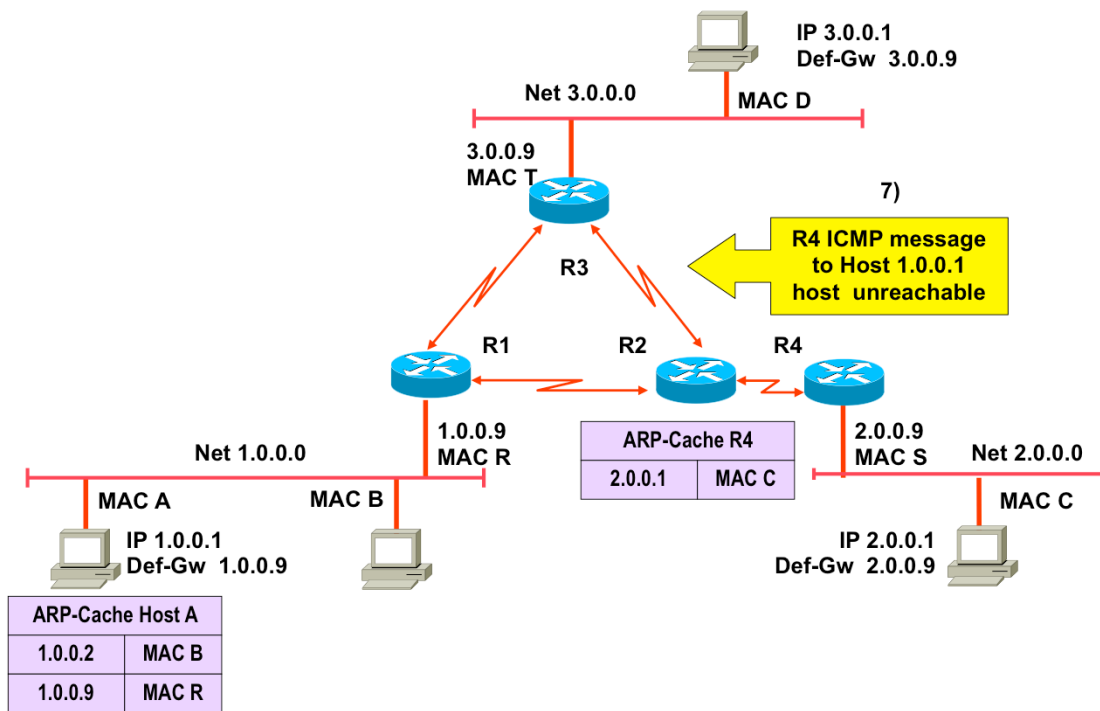 IP 3.0.0.1
Def-Gw 3.0.0.9
Net 3.0.0.0
MAC D
3.0.0.9
MAC T
7)
R4 ICMP message
to Host 1.0.0.1
host unreachable
R3
R1
R2
R4
1.0.0.9
MAC R
Net 1.0.0.0
ARP-Cache R4
2.0.0.1 MAC C
2.0.0.9
MAC S
Net 2.0.0.0
MAC A
MAC B
MAC C
IP 1.0.0.1
Def-Gw 1.0.0.9
IP 2.0.0.1
Def-Gw 2.0.0.9
ARP-Cache Host A
1.0.0.2 MAC B
1.0.0.9 MAC R